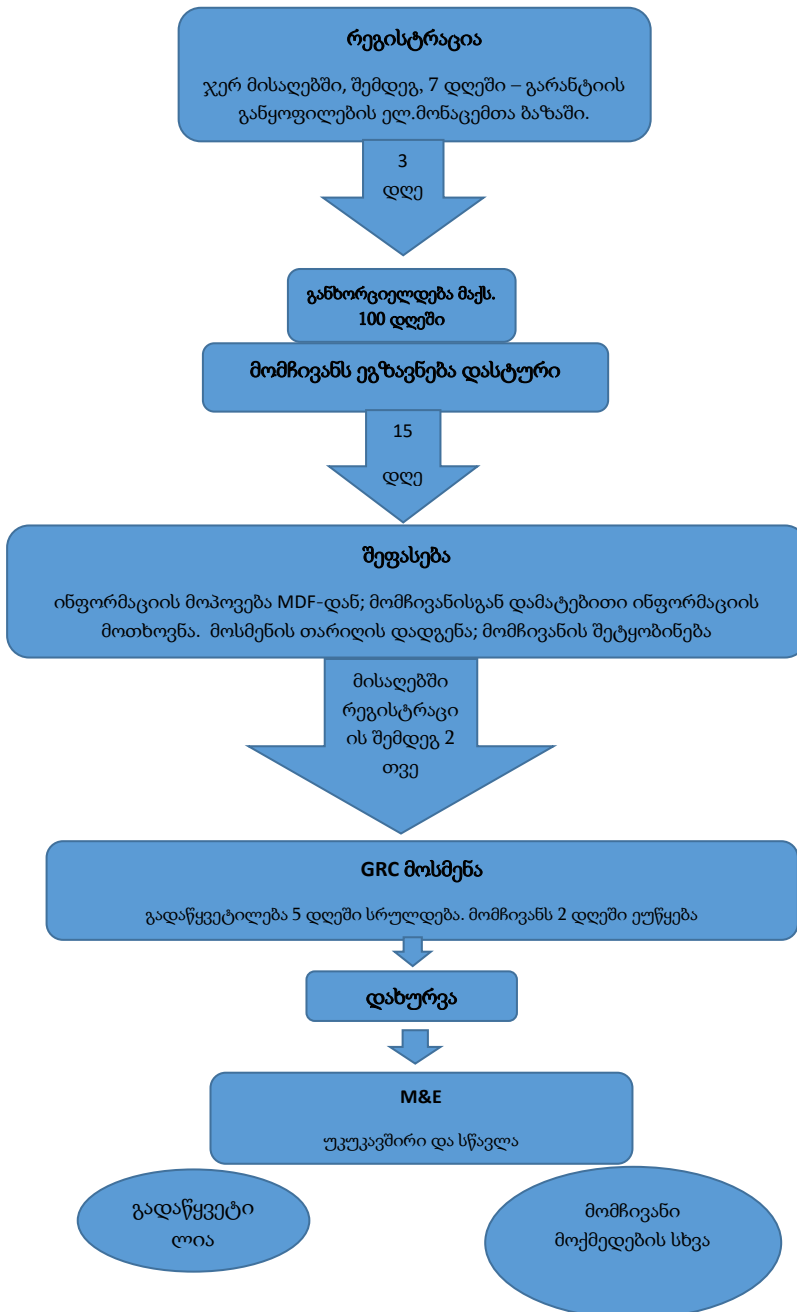 რეგისტრაცია
ჯერ მისაღებში, შემდეგ, 7 დღეში – გარანტიის
განყოფილების ელ.მონაცემთა ბაზაში.
3
დღე
განხორციელდება მაქს.
100 დღეში
მომჩივანს ეგზავნება დასტური
15
დღე
შეფასება
ინფორმაციის მოპოვება MDF-დან; მომჩივანისგან დამატებითი ინფორმაციის
მოთხოვნა. მოსმენის თარიღის დადგენა; მომჩივანის შეტყობინება
მისაღებში
რეგისტრაცი
ის შემდეგ 2
თვე
GRC მოსმენა
გადაწყვეტილება 5 დღეში სრულდება. მომჩივანს 2 დღეში ეუწყება
დახურვა
M&E
უკუკავშირი და სწავლა
გადაწყვეტი
ლია
მომჩივანი
მოქმედების სხვა